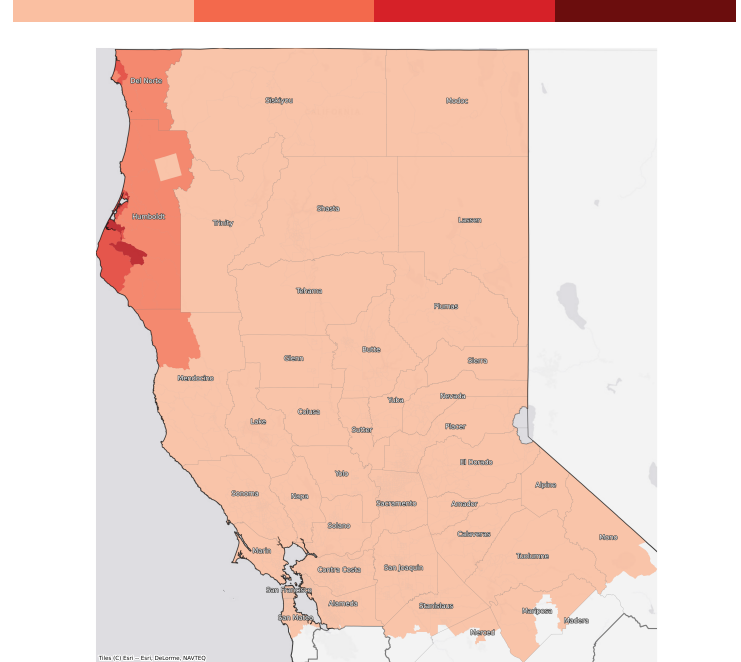 Del Norte
Siskiyou
Modoc
Humboldt
Trinity
Shasta
Lassen
Tehama
Plumas
Glenn
Butte
Sierra
Mendocino
Lake
Colusa
Sutter
Yuba
Nevada
Placer
El Dorado
Yolo
Sonoma
Napa
Sacramento
Amador
Alpine
Solano
Calaveras
Mono
Marin
Contra Costa
San Joaquin
Tuolumne
San Francisco
Alameda
Stanislaus
Mariposa
San Mateo
Merced
Madera
Tiles (C) Esri -- Esri, DeLorme, NAVTEQ